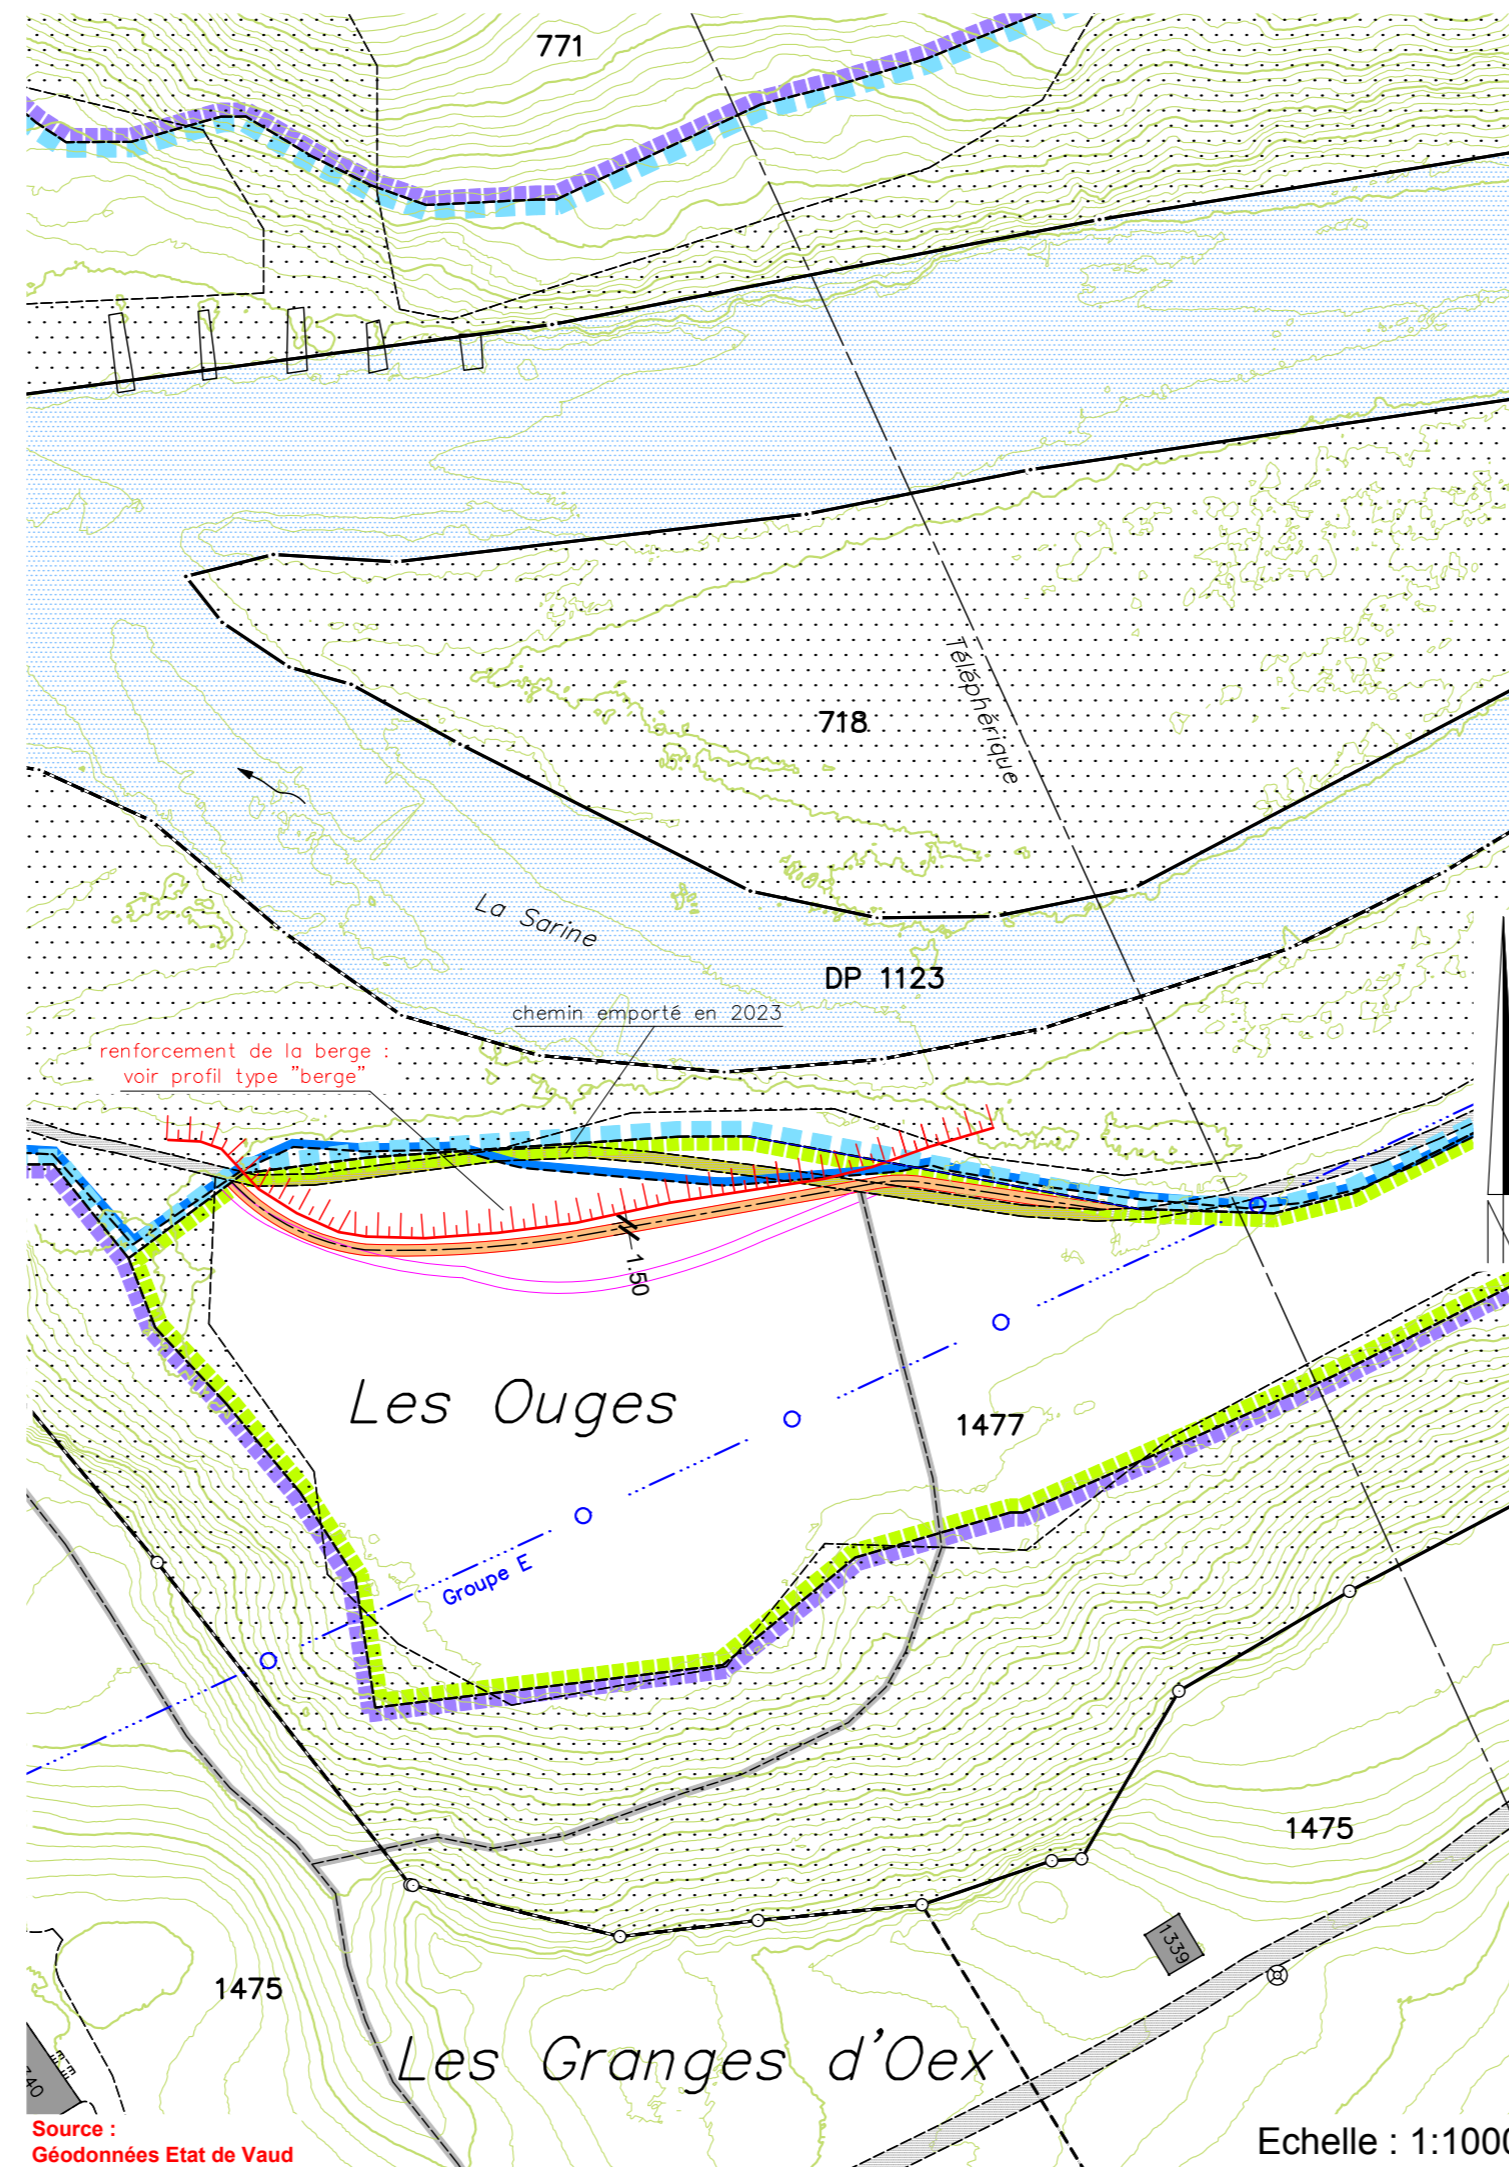 771
Téléphérique
718
La Sarine
DP 1123
chemin emporté en 2023
renforcement de la berge :
voir profil type "berge"
1.50
Les Ouges
1477
Groupe E
1475
1339
1475
Les Granges d'Oex
Source :
Géodonnées Etat de Vaud
Echelle : 1:1000